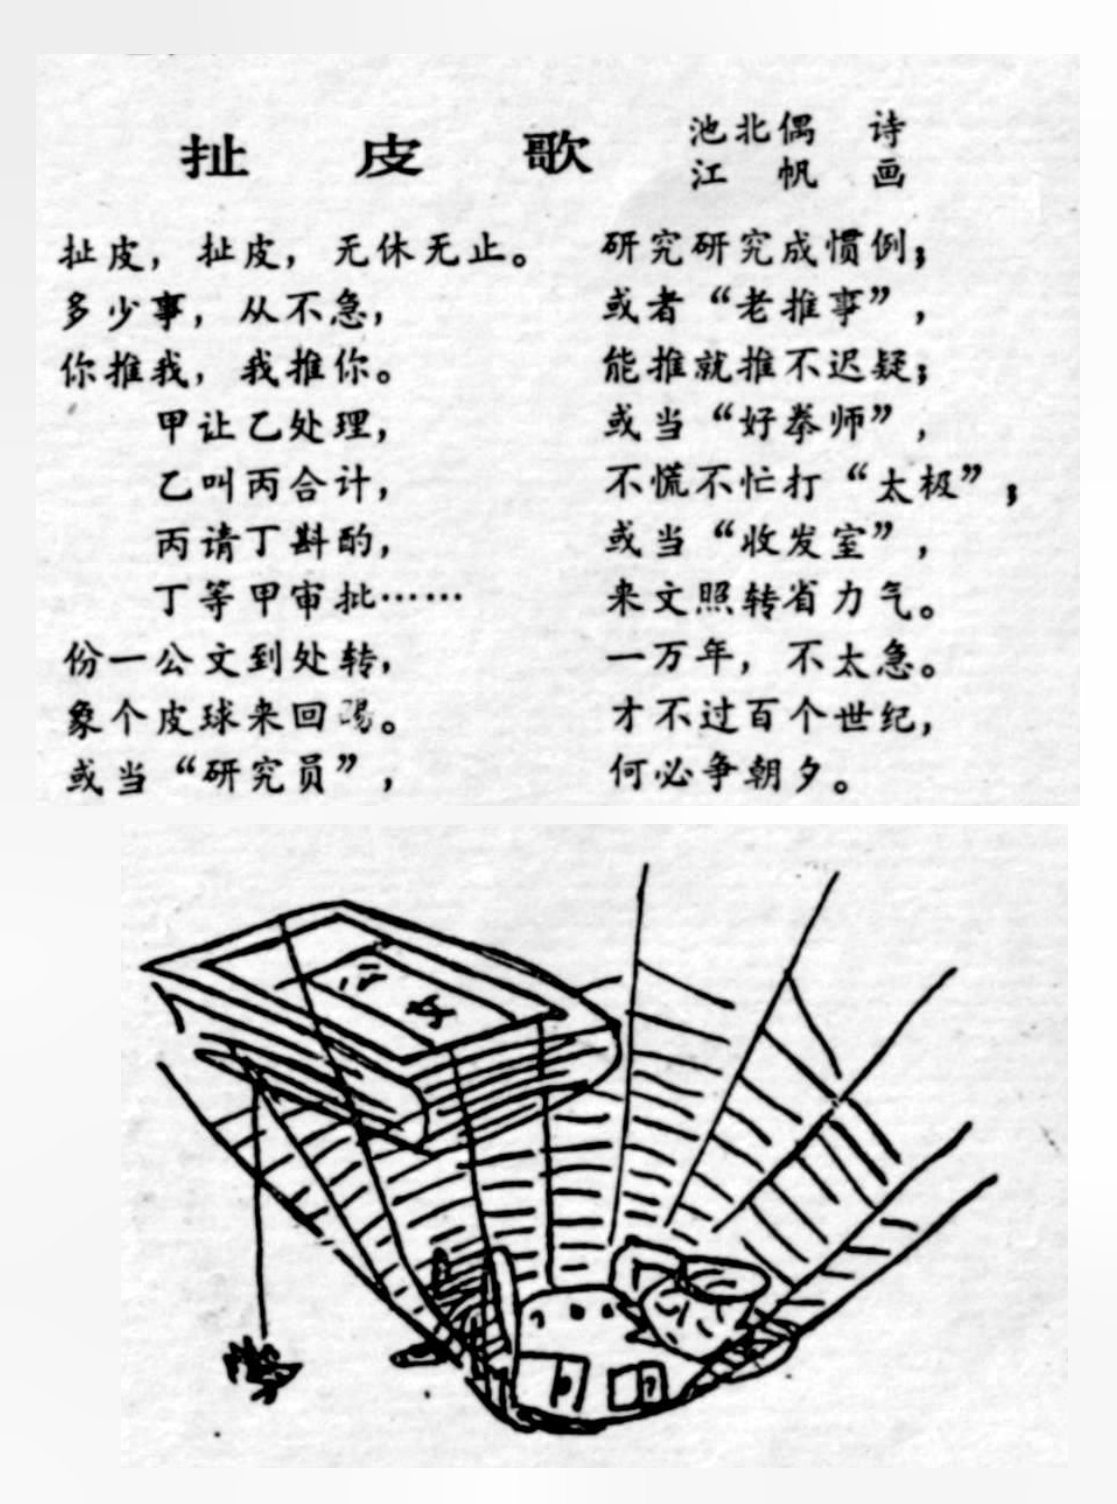 扯皮歌
池北偶 诗
江帆 画
扯皮，扯皮，无休无止。
多少事，从不急，
你推我，我推你。
甲让乙处理，
乙叫丙合计，
丙请丁斟酌，
丁等甲审批……
份一公文到处转，
象个皮球来回踢。
或当“研究员”，
研究研究成惯例；
或者“老推事”，
能推就推不迟疑；
或当“好拳师”，
不慌不忙打“太极”；
或当“收发室”，
来文照转省力气。
一万年，不太急。
才不过百个世纪，
何必争朝夕。
公文